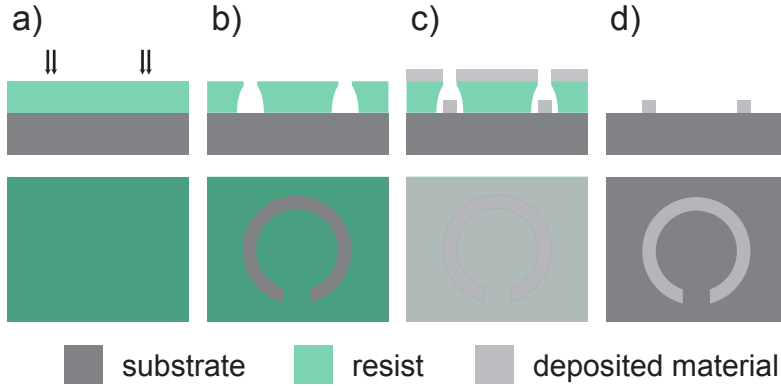 a) b) c) d)
substrate resist deposited material